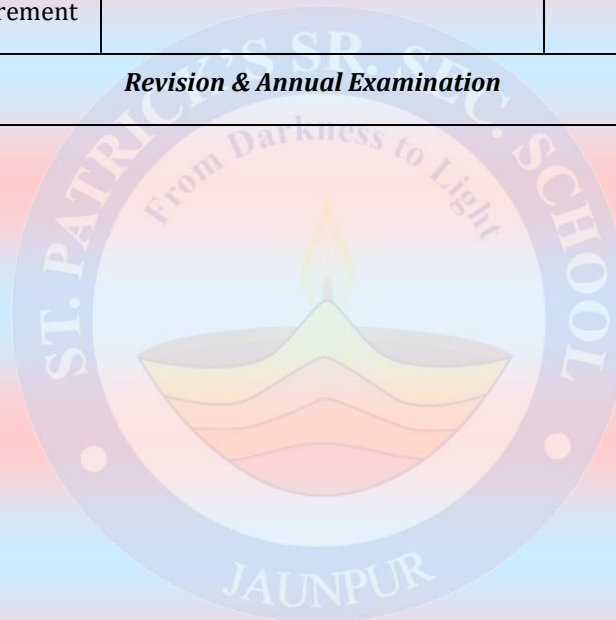 rement
Revision & Annual Examination
ST. PATRICK'S SR. SEC. SCHOOL
From Darkness to Light
JAUNPUR